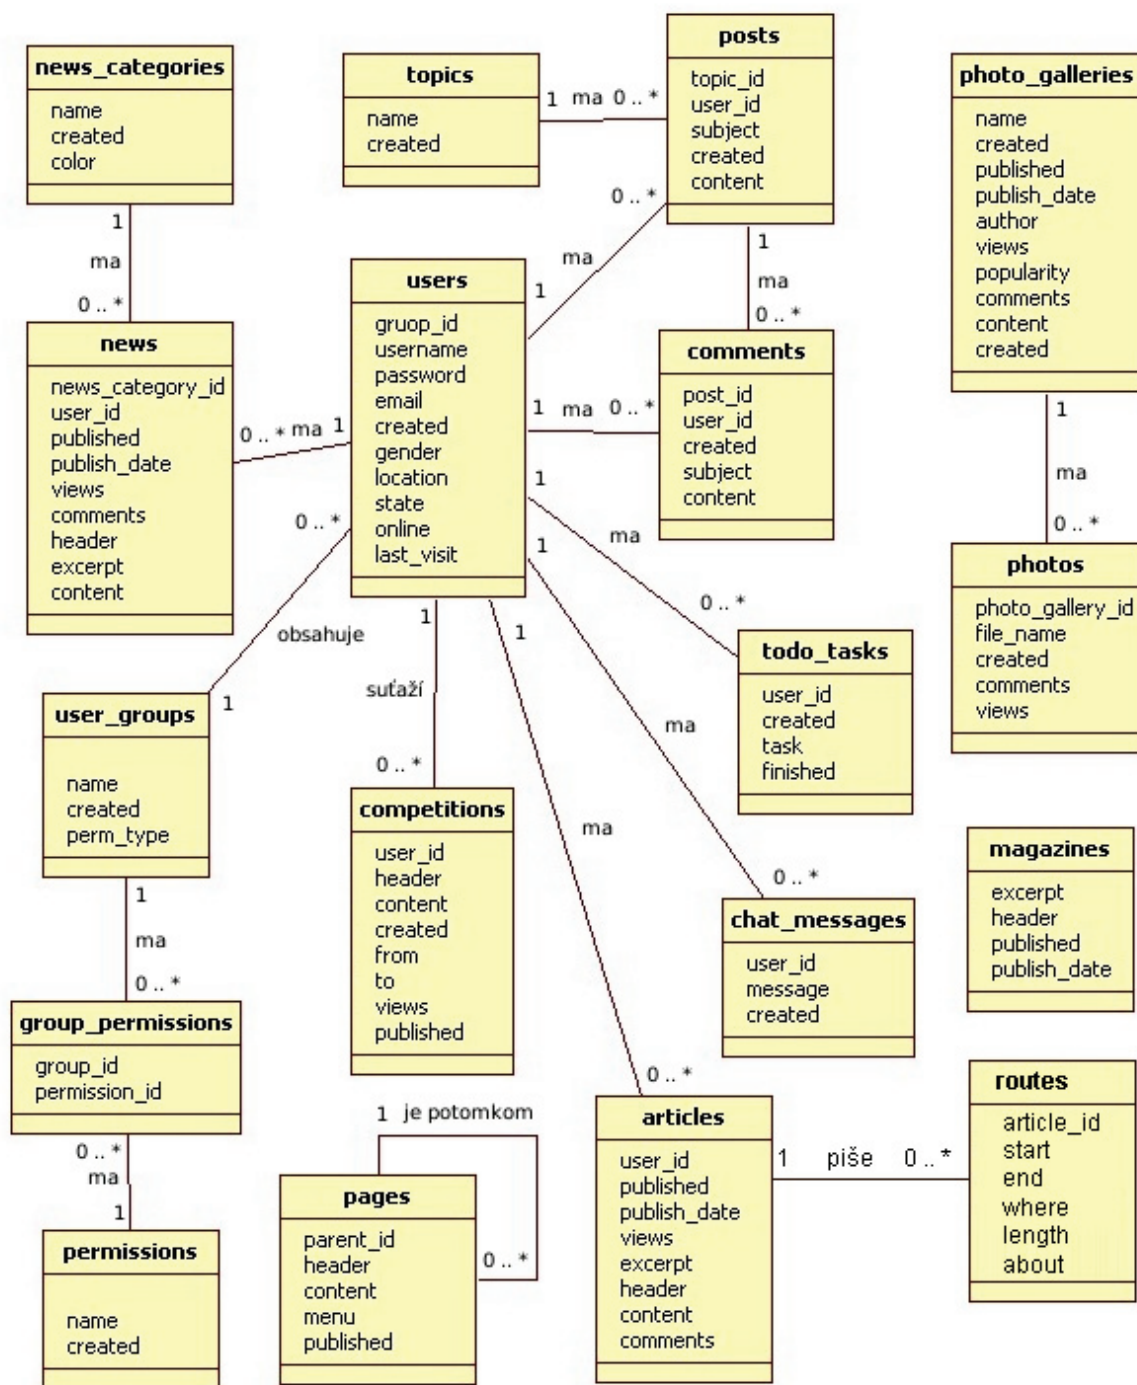 news_categories
name
created
color
1
ma
0 .. *
news
news_category_id
user_id
published
publish_date
views
comments
header
excerpt
content
0 .. * ma 1
topics
name
created
1 ma 0 .. *
posts
topic_id
user_id
subject
created
content
0 .. *
ma
1
1
ma
0 .. *
users
gruop_id
username
password
email
created
gender
location
state
online
last_visit
1 ma 0 .. *
comments
post_id
user_id
created
subject
content
photo_galleries
name
created
published
publish_date
author
views
popularity
comments
content
created
1
ma
0 .. *
photos
photo_gallery_id
file_name
created
comments
views
1
ma
0 .. *
todo_tasks
user_id
created
task
finished
1
ma
0 .. *
chat_messages
user_id
message
created
0 .. *
obsahuje
1
user_groups
name
created
perm_type
1
ma
0 .. *
group_permissions
group_id
permission_id
0 .. *
ma
1
permissions
name
created
1
suťaží
0 .. *
competitions
user_id
header
content
created
from
to
views
published
1
ma
0 .. *
articles
user_id
published
publish_date
views
excerpt
header
content
comments
1 je potomkom
pages
parent_id
header
content
menu
published
0 .. *
magazines
excerpt
header
published
publish_date
1 piše 0 .. *
routes
article_id
start
end
where
length
about